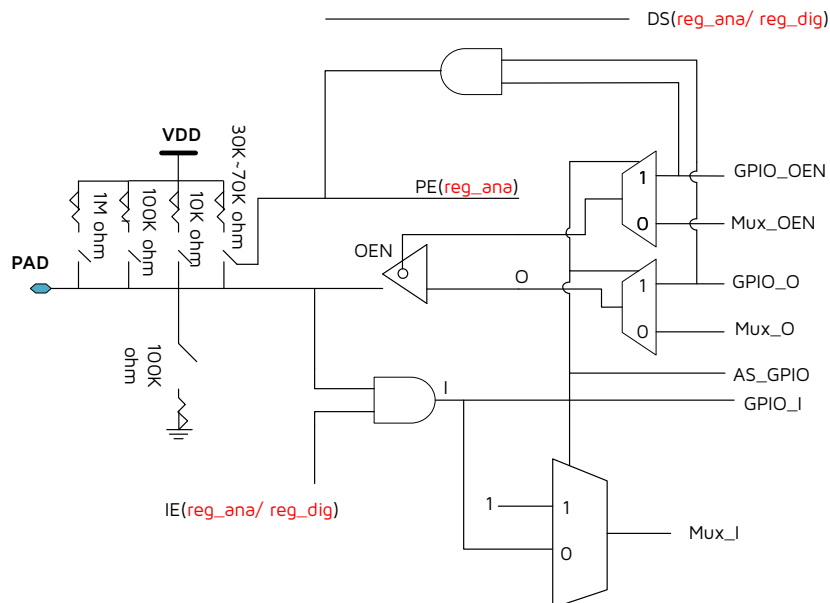 DS(reg_ana/ reg_dig)
VDD
30K~70K ohm
10K ohm
100K ohm
1M ohm
PE(reg_ana)
1
GPIO_OEN
0
Mux_OEN
OEN
PAD
O
1
GPIO_O
0
Mux_O
100K
ohm
AS_GPIO
I
GPIO_I
IE(reg_ana/ reg_dig)
1
1
0
Mux_I